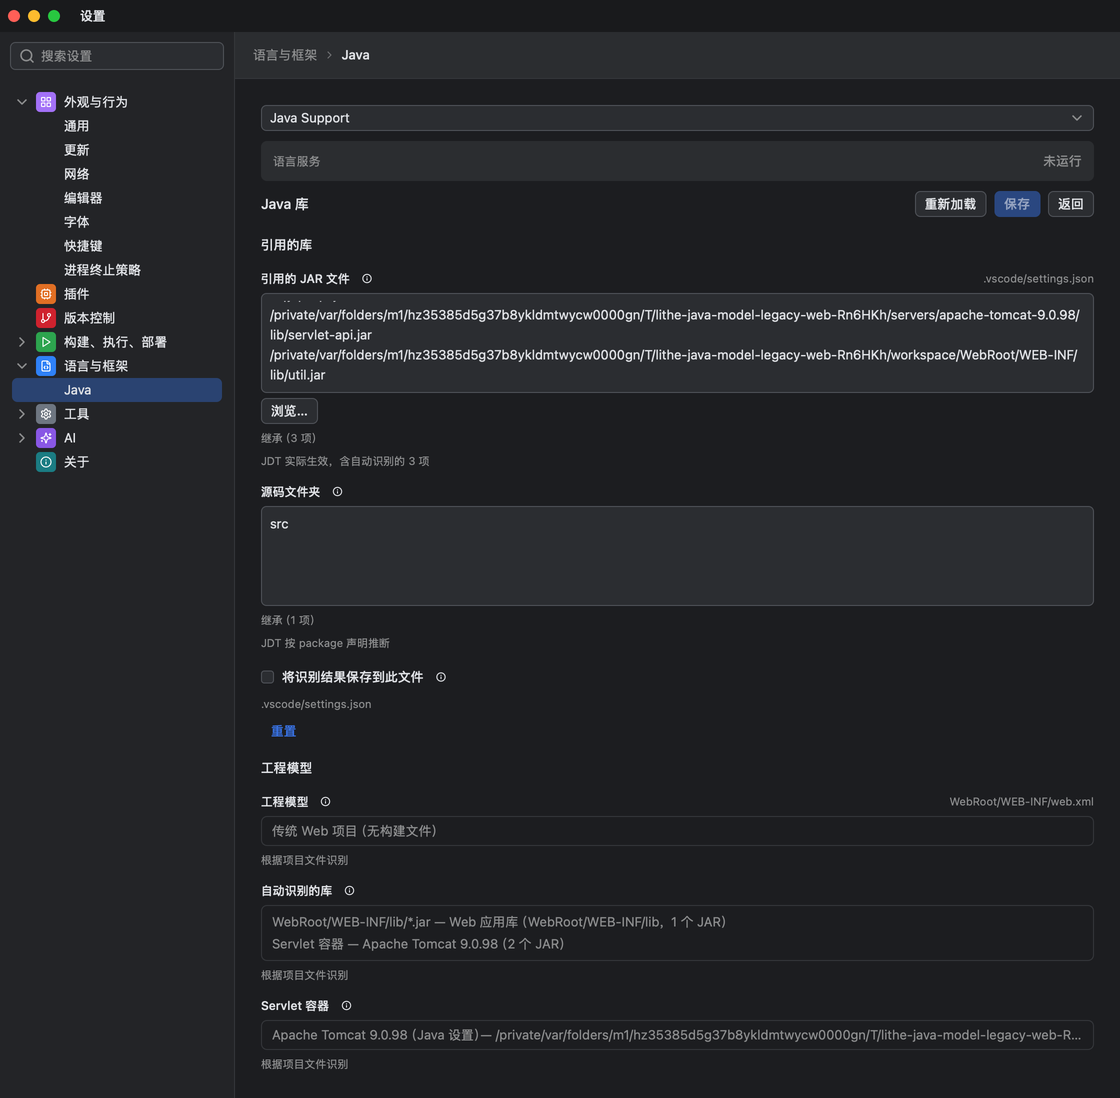 设置
搜索设置
外观与行为
通用
更新
网络
编辑器
字体
快捷键
进程终止策略
插件
版本控制
构建、执行、部署
语言与框架
Java
工具
AI
关于
语言与框架 > Java
Java Support
语言服务 未运行
Java 库 重新加载 保存 返回
引用的库
引用的 JAR 文件 .vscode/settings.json
/private/var/folders/m1/hz35385d5g37b8ykldmtwycw0000gn/T/lithe-java-model-legacy-web-Rn6HKh/servers/apache-tomcat-9.0.98/
lib/servlet-api.jar
/private/var/folders/m1/hz35385d5g37b8ykldmtwycw0000gn/T/lithe-java-model-legacy-web-Rn6HKh/workspace/WebRoot/WEB-INF/
lib/util.jar
浏览...
继承 (3 项)
JDT 实际生效，含自动识别的 3 项
源码文件夹
src
继承 (1 项)
JDT 按 package 声明推断
将识别结果保存到此文件
.vscode/settings.json
重置
工程模型
工程模型 WebRoot/WEB-INF/web.xml
传统 Web 项目 (无构建文件)
根据项目文件识别
自动识别的库
WebRoot/WEB-INF/lib/*.jar — Web 应用库 (WebRoot/WEB-INF/lib，1 个 JAR)
Servlet 容器 — Apache Tomcat 9.0.98 (2 个 JAR)
根据项目文件识别
Servlet 容器
Apache Tomcat 9.0.98 (Java 设置) — /private/var/folders/m1/hz35385d5g37b8ykldmtwycw0000gn/T/lithe-java-model-legacy-web-R...
根据项目文件识别